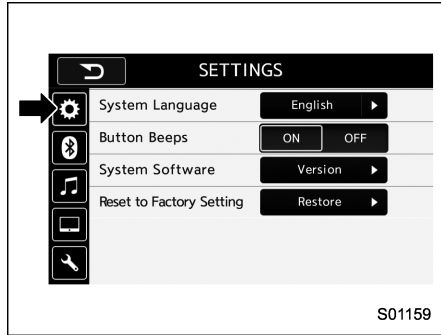 SETTINGS
System Language English
Button Beeps ON OFF
System Software Version
Reset to Factory Setting Restore
S01159